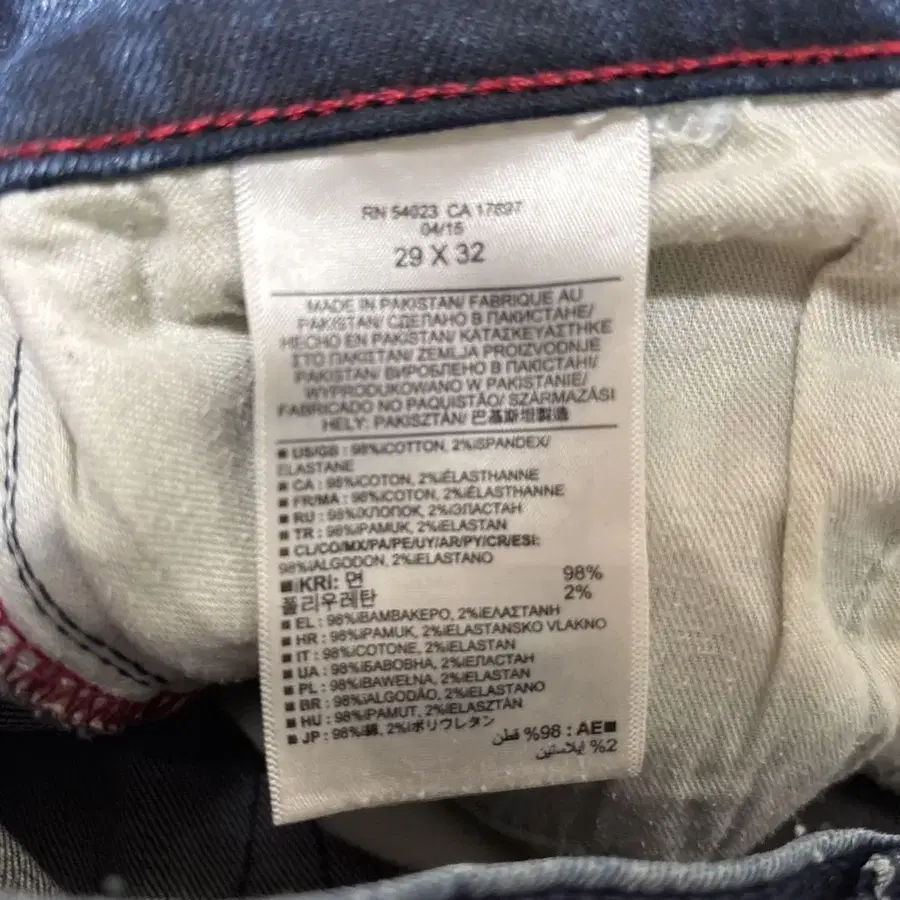 RN 54023 CA 17897
04/15
29 X 32
MADE IN PAKISTAN/ FABRIQUE AU
PAKISTAN/ СДЕЛАНО В ПАКИСТАНЕ/
HECHO EN PAKISTAN/ ΚΑΤΑΣΚΕΥΑΣΤΗΚΕ
ΣΤΟ ΠΑΚΙΣΤΑΝ/ ZEMLJA PROIZVODNJE
PAKISTAN/ ВИРОБЛЕНО В ПАКИСТАНІ/
WYPRODUKOWANO W PAKISTANIE/
FABRICADO NO PAQUISTÃO/ SZÁRMAZÁSI
HELY: PAKISZTÁN/ 巴基斯坦製造
■ US/GB : 98%COTTON, 2%SPANDEX/
ELASTANE
■ CA : 98%COTON, 2%ÉLASTHANNE
■ FR/MA : 98%COTON, 2%ÉLASTHANNE
■ RU : 98%ХЛОПОК, 2%ЭЛАСТАН
■ TR : 98%PAMUK, 2%ELASTAN
■ CL/CO/MX/PA/PE/UY/AR/PY/CR/ESI:
98%ALGODON, 2%ELASTANO
■ KR: 면 98%
폴리우레탄 2%
■ EL : 98%ΒΑΜΒΑΚΕΡΟ, 2%ΕΛΑΣΤΑΝΗ
■ HR : 98%PAMUK, 2%ELASTANSKO VLAKNO
■ IT : 98%COTONE, 2%ELASTAN
■ UA : 98%БАВОВНА, 2%ЕЛАСТАН
■ PL : 98%BAWEŁNA, 2%ELASTAN
■ BR : 98%ALGODÃO, 2%ELASTANO
■ HU : 98%PAMUT, 2%ELASZTÁN
■ JP : 98%綿, 2%ポリウレタン
■AE : 98% قطن
2% إيلاستين